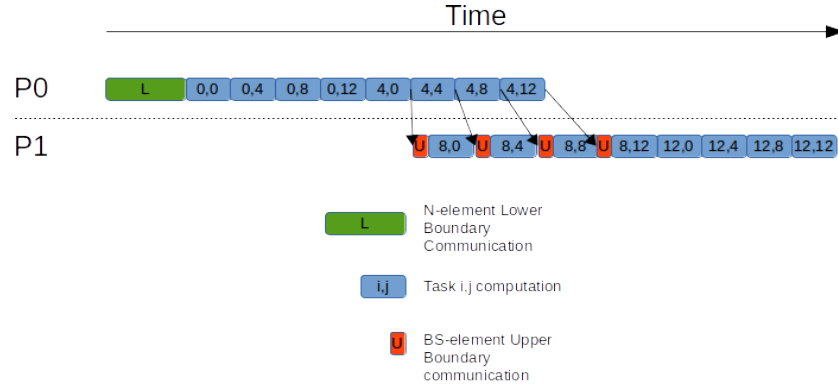 Time
P0
L 0,0 0,4 0,8 0,12 4,0 4,4 4,8 4,12
P1
U 8,0 U 8,4 U 8,8 U 8,12 12,0 12,4 12,8 12,12
L
N-element Lower
Boundary
Communication
i,j
Task i.j computation
U
BS-element Upper
Boundary
communication